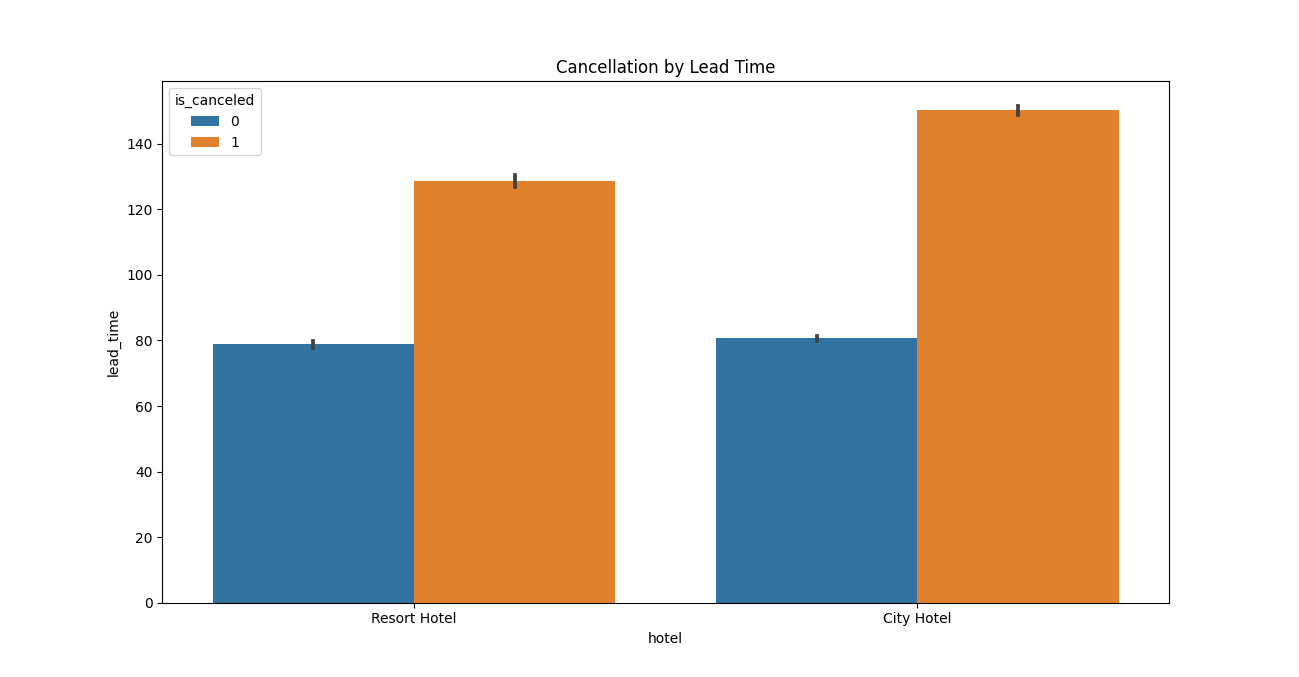 Cancellation by Lead Time
is_canceled
0
1
140
120
100
80
60
40
20
0
lead_time
Resort Hotel
City Hotel
hotel